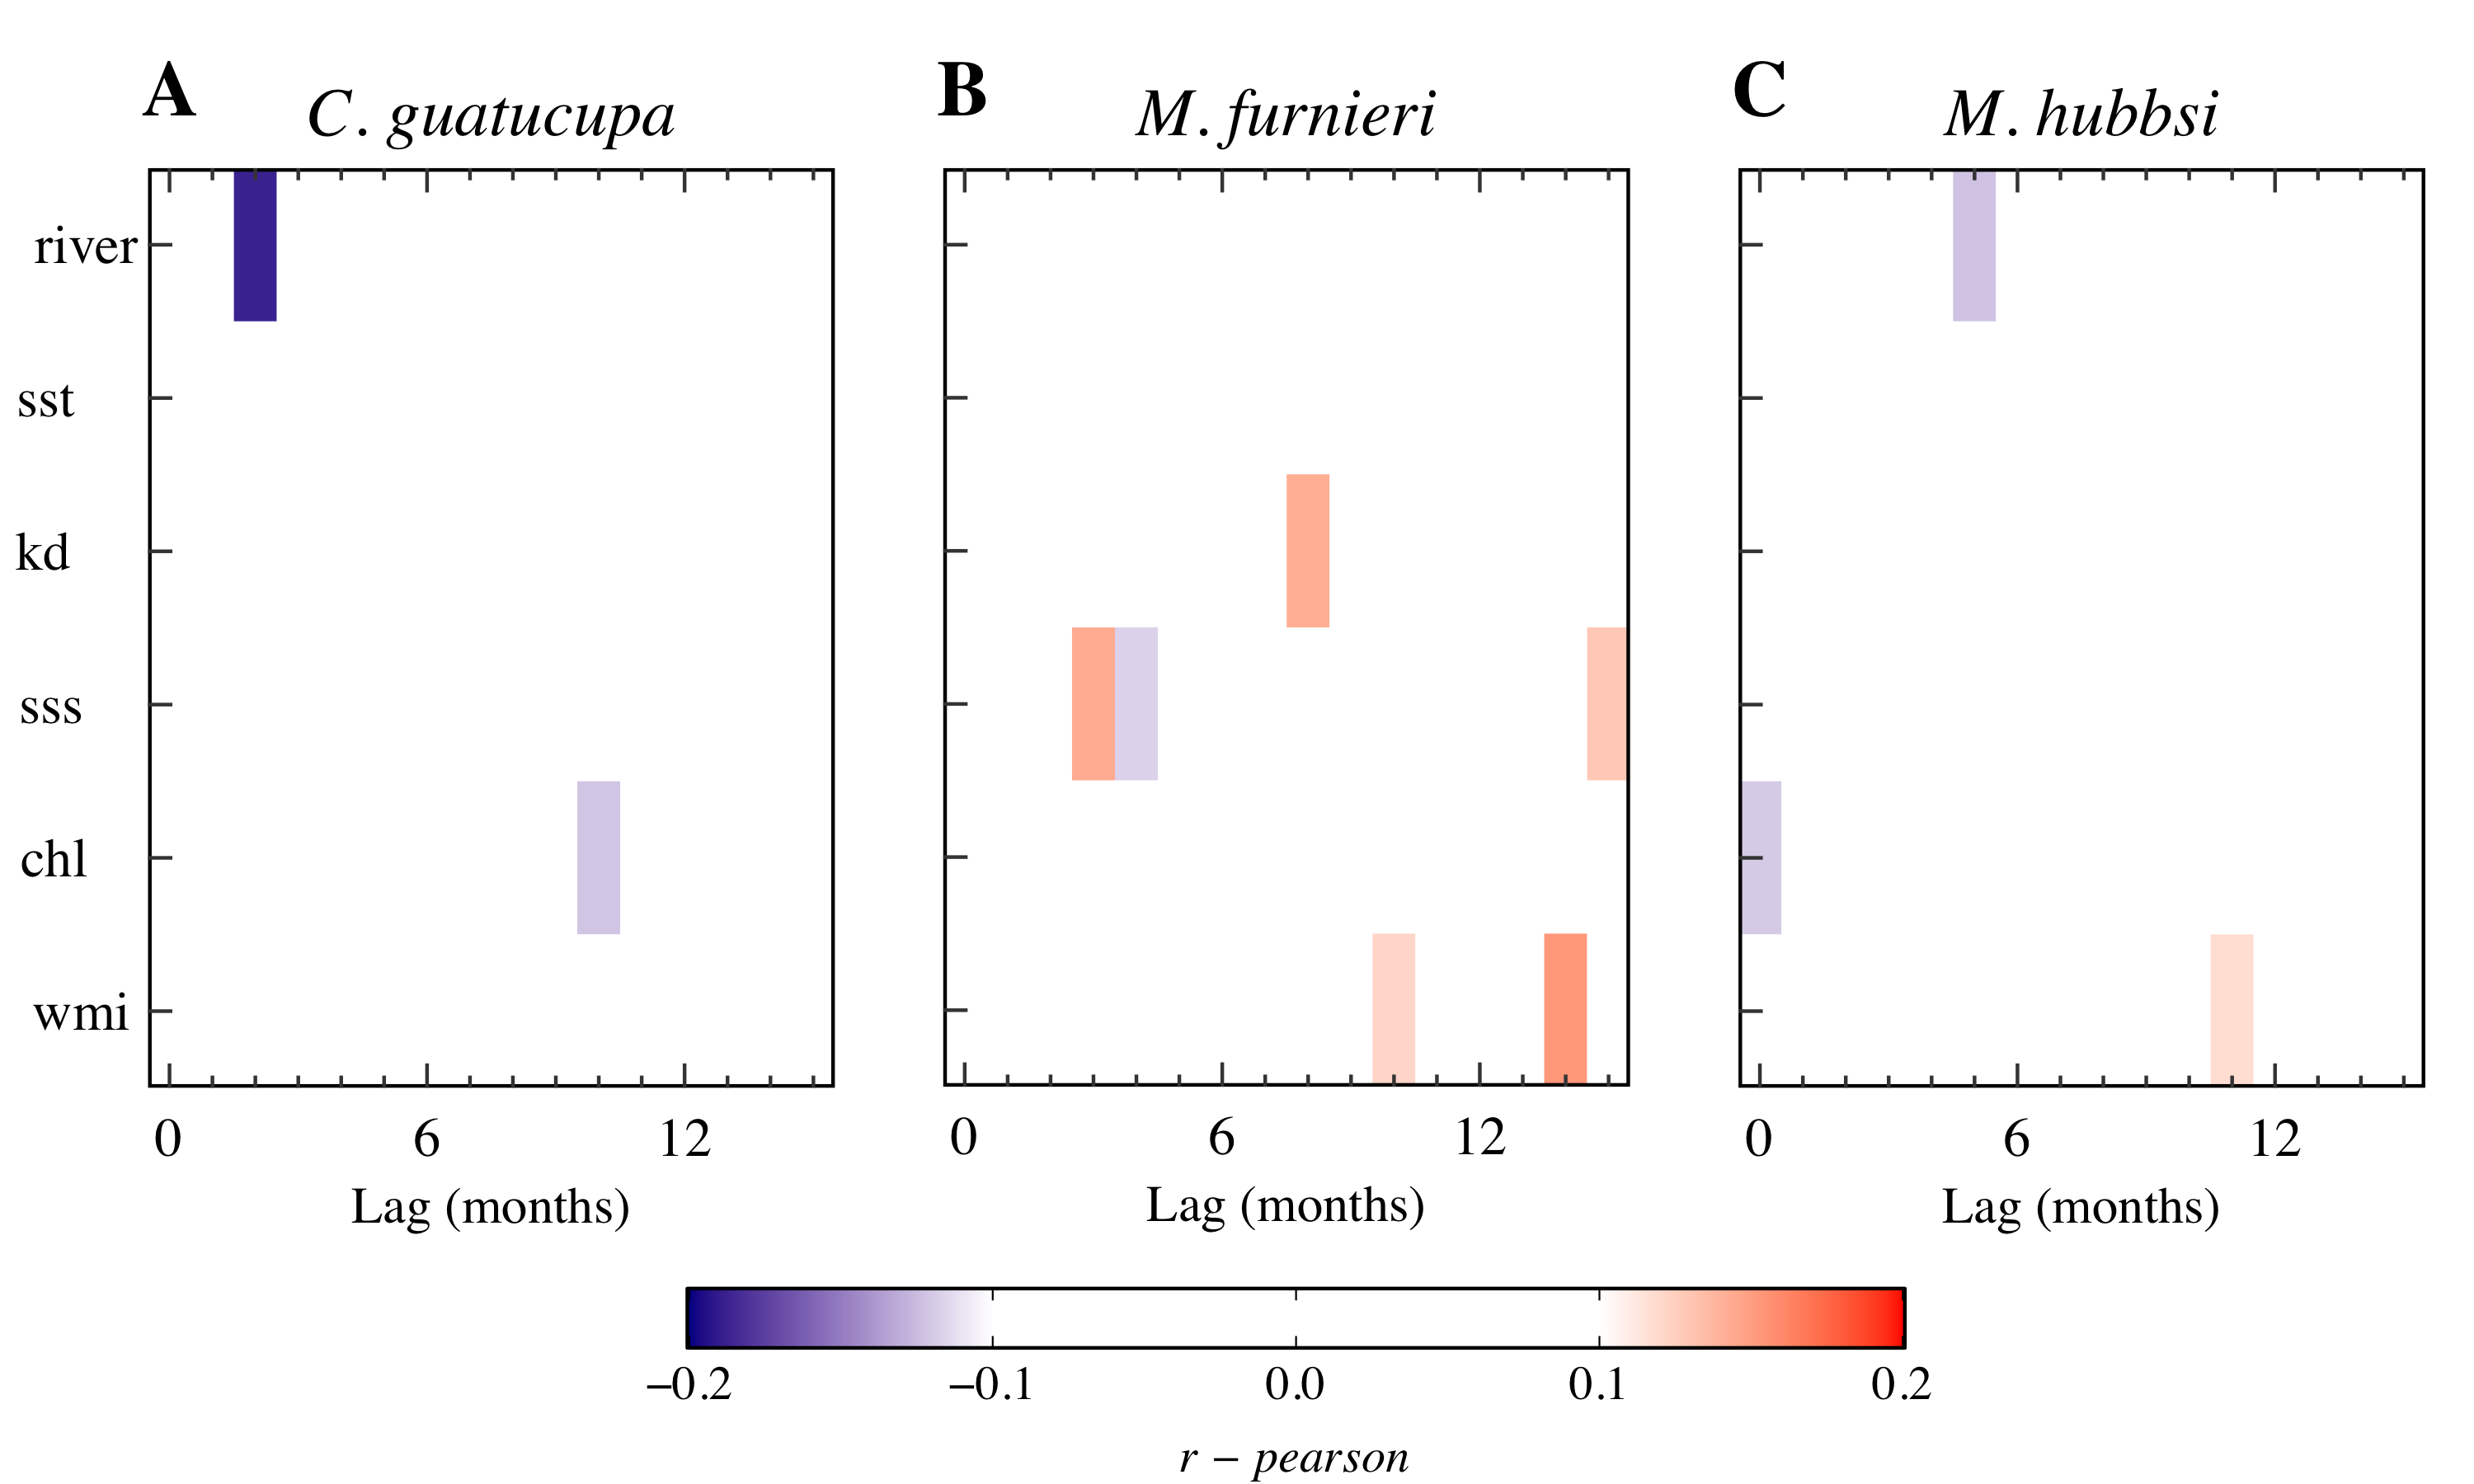 A B C
C. guatucupa M. furnieri M. hubbsi
river
sst
kd
sss
chl
wmi
0 6 12 0 6 12 0 6 12
Lag (months) Lag (moths) Lag (months)
−0.2 −0.1 0.0 0.1 0.2
r − pearson